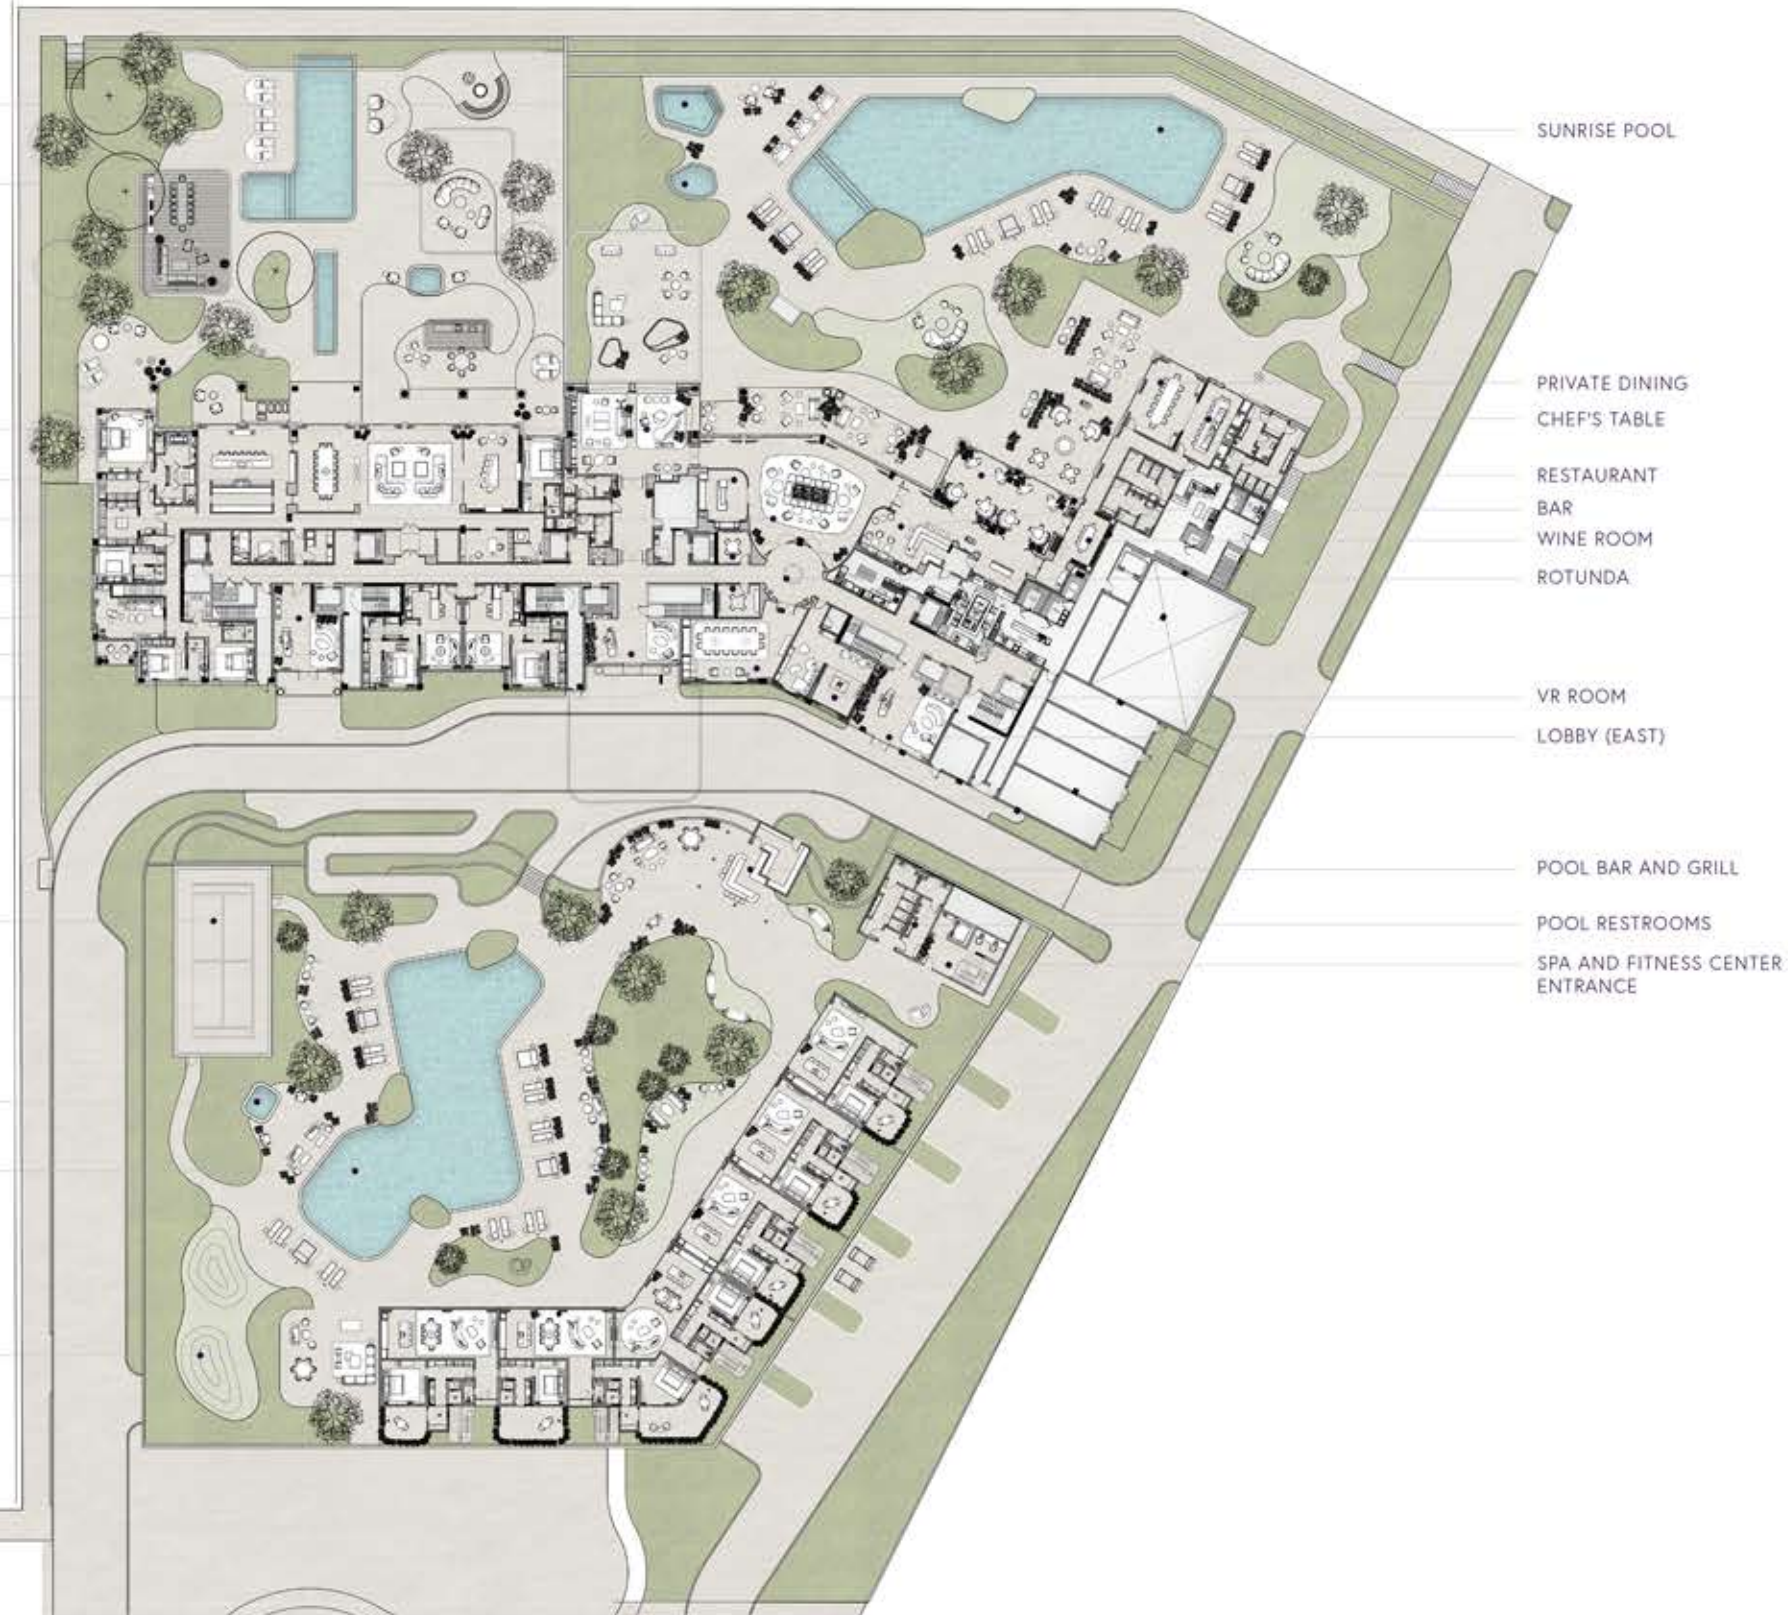 SUNRISE POOL
PRIVATE DINING
CHEF'S TABLE
RESTAURANT
BAR
WINE ROOM
ROTUNDA
VR ROOM
LOBBY (EAST)
POOL BAR AND GRILL
POOL RESTROOMS
SPA AND FITNESS CENTER
ENTRANCE